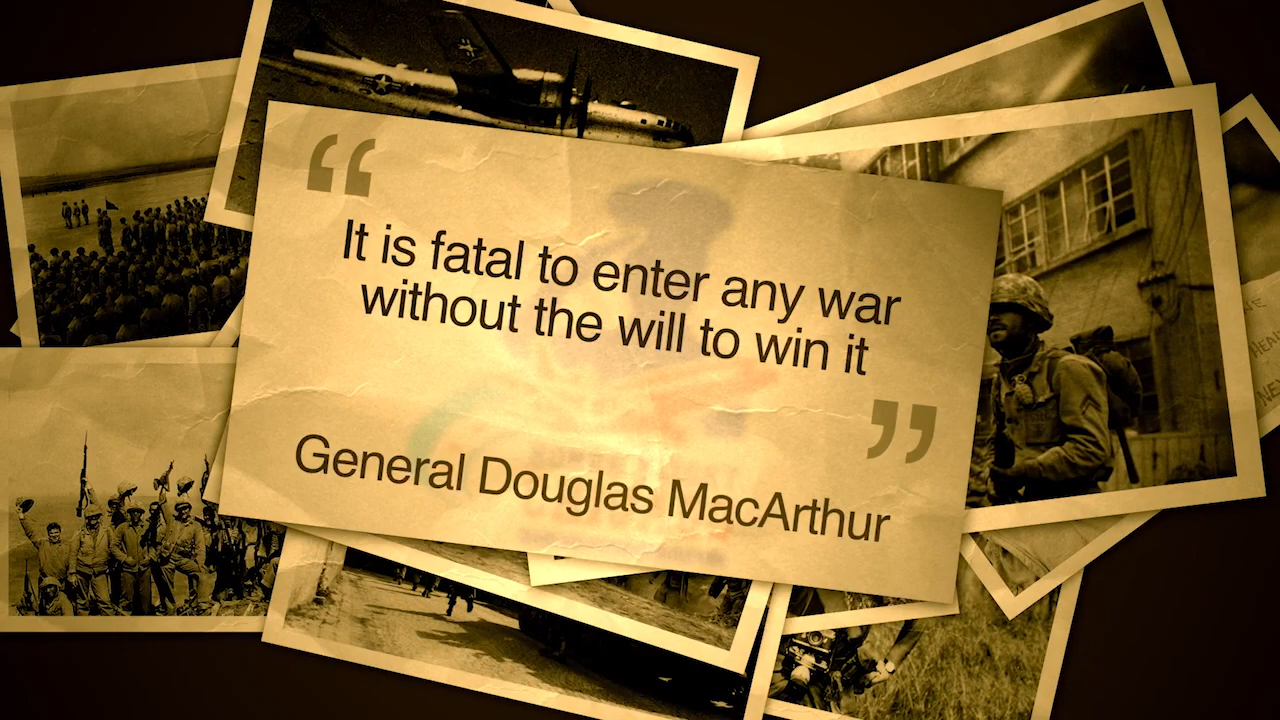 “
It is fatal to enter any war
without the will to win it
”
General Douglas MacArthur